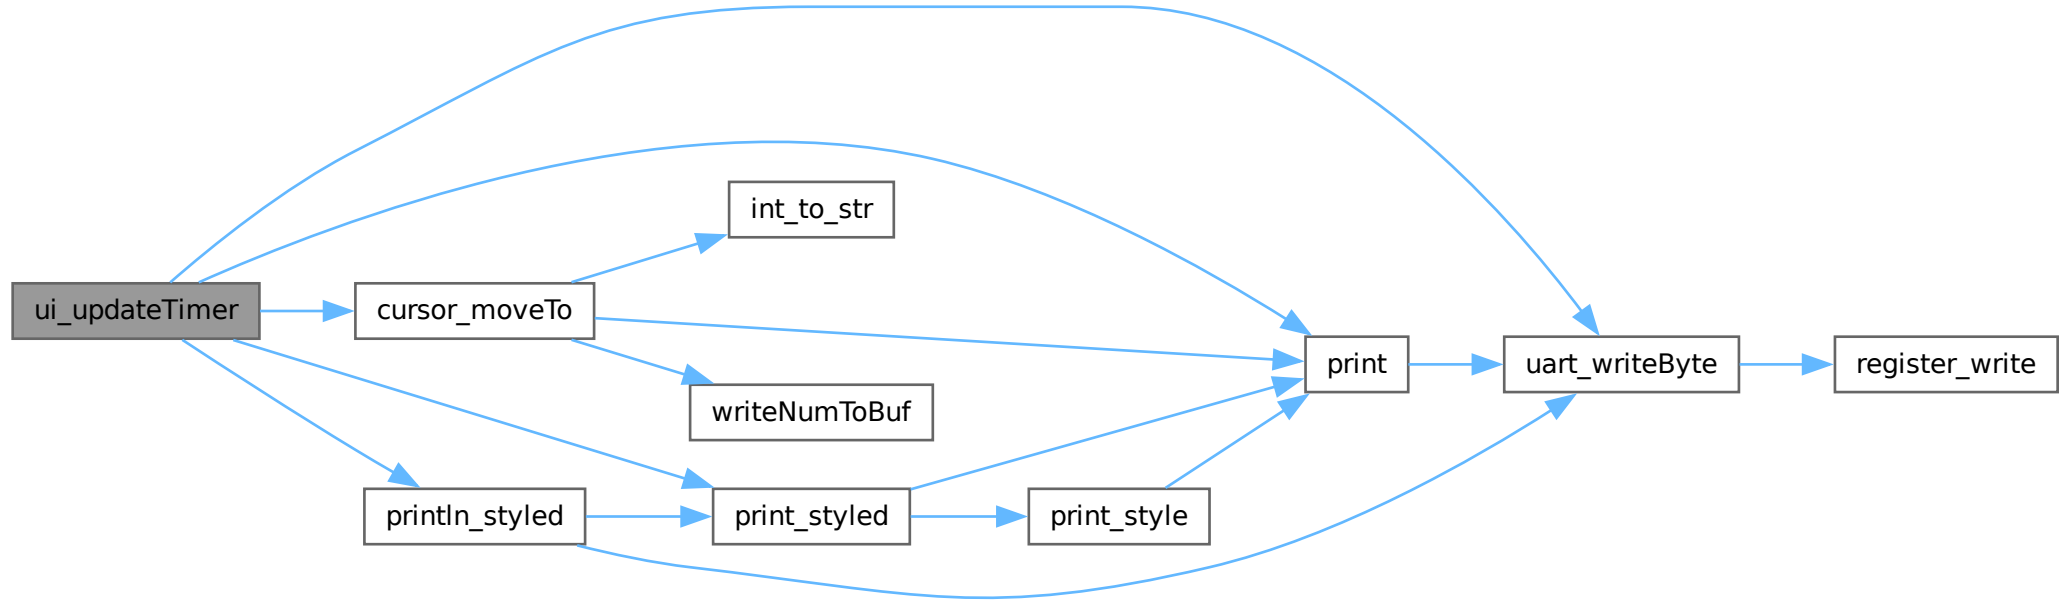 int_to_str
ui_updateTimer
cursor_moveTo
print
uart_writeByte
register_write
writeNumToBuf
println_styled
print_styled
print_style